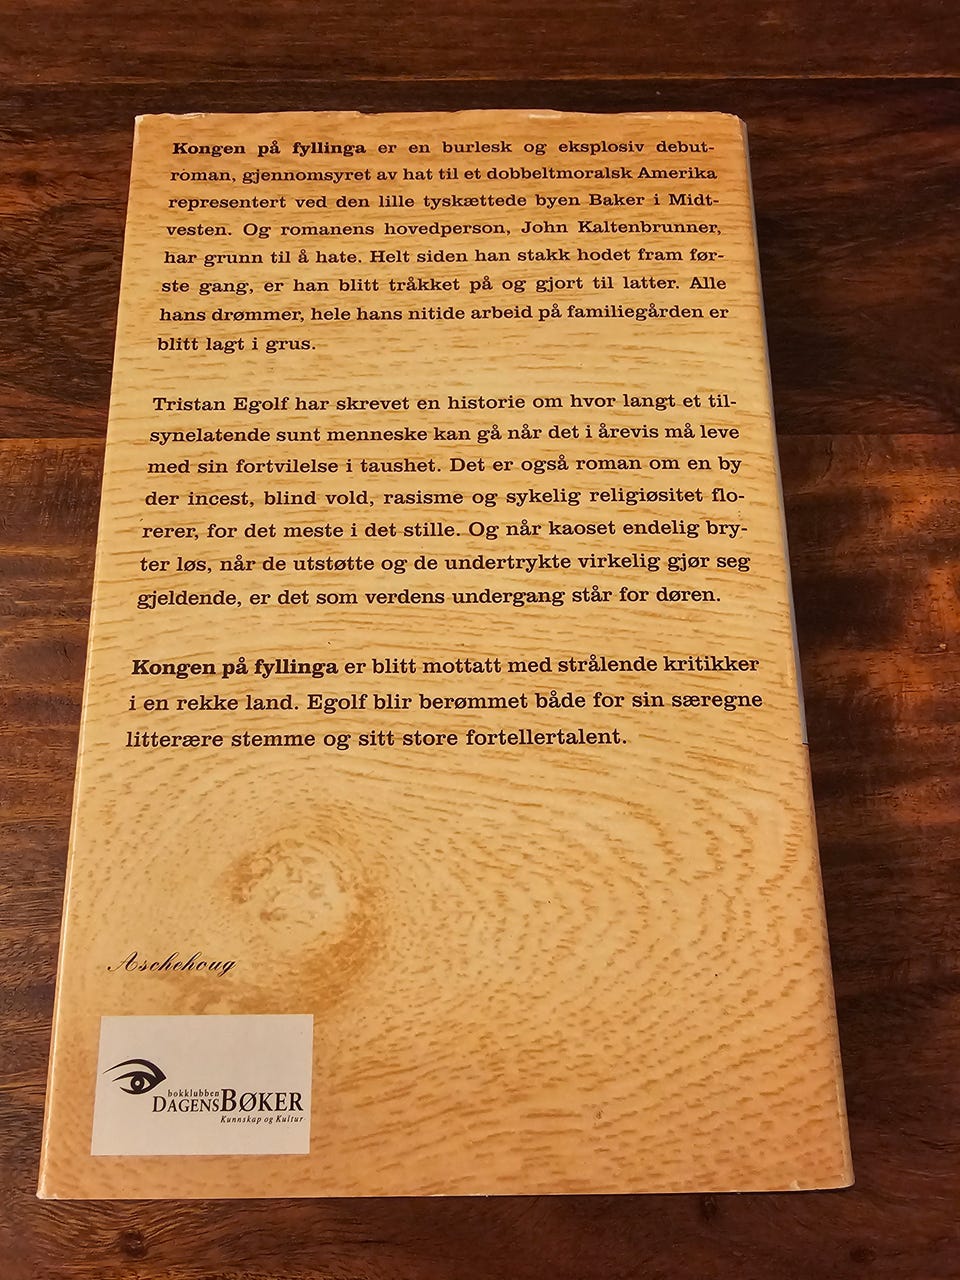 Kongen på fyllinga er en burlesk og eksplosiv debut-
roman, gjennomsyret av hat til et dobbeltmoralsk Amerika
representert ved den lille tyskættede byen Baker i Midt-
vesten. Og romanens hovedperson, John Kaltenbrunner,
har grunn til å hate. Helt siden han stakk hodet fram før-
ste gang, er han blitt tråkket på og gjort til latter. Alle
hans drømmer, hele hans nitide arbeid på familiegården er
blitt lagt i grus.
Tristan Egolf har skrevet en historie om hvor langt et til-
synelatende sunt menneske kan gå når det i årevis må leve
med sin fortvilelse i taushet. Det er også roman om en by
der incest, blind vold, rasisme og sykelig religiøsitet flo-
rerer, for det meste i det stille. Og når kaoset endelig bry-
ter løs, når de utstøtte og de undertrykte virkelig gjør seg
gjeldende, er det som verdens undergang står for døren.
Kongen på fyllinga er blitt mottatt med strålende kritikker
i en rekke land. Egolf blir berømmet både for sin særegne
litterære stemme og sitt store fortellertalent.
Aschehoug
bokklubben
DAGENSBØKER
Kunnskap og Kultur